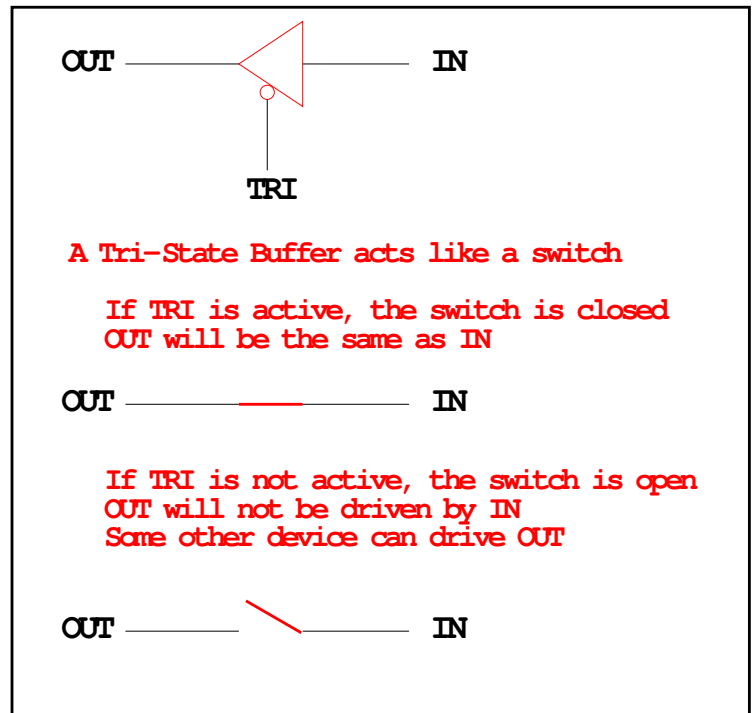 OUT IN
TRI
A Tri-State Buffer acts like a switch
If TRI is active, the switch is closed
OUT will be the same as IN
OUT IN
If TRI is not active, the switch is open
OUT will not be driven by IN
Some other device can drive OUT
OUT IN